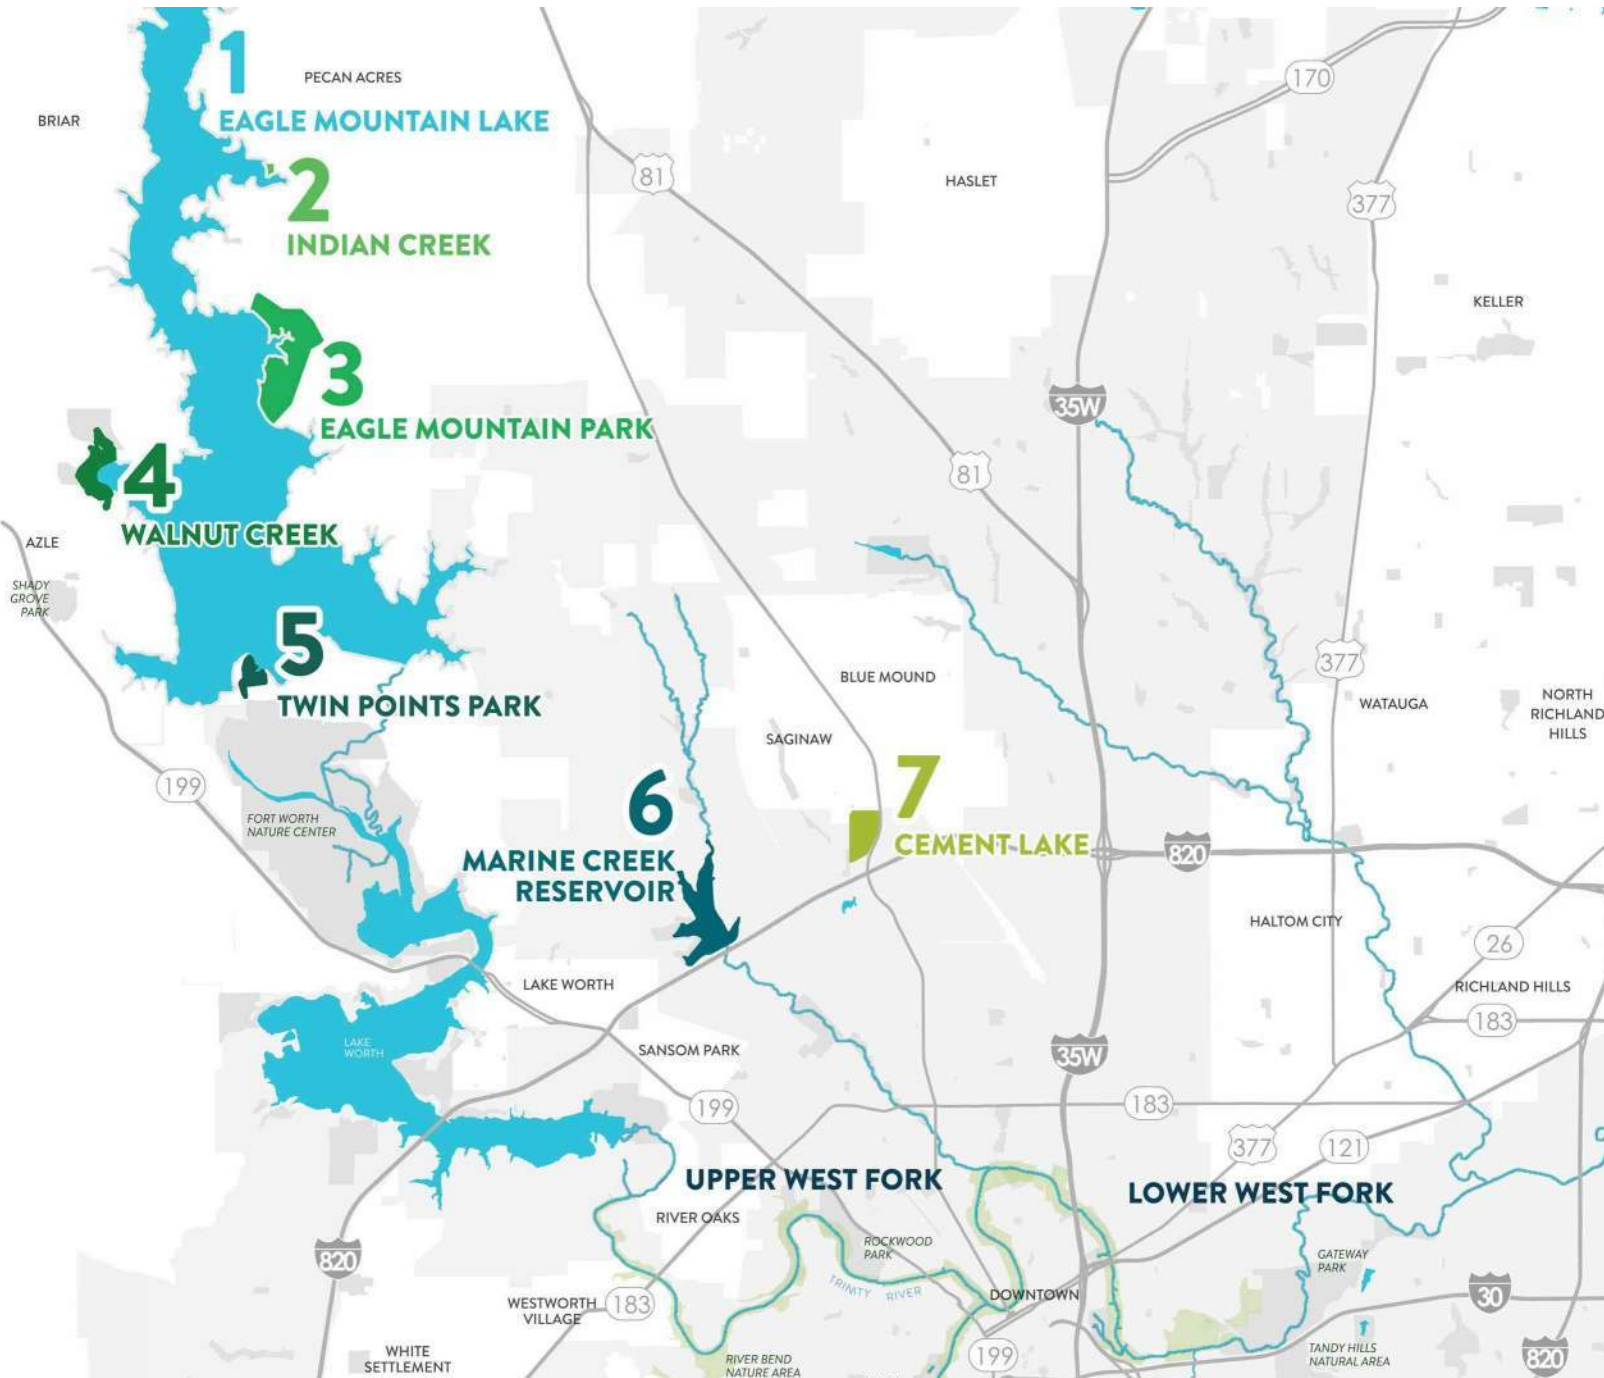 1
PECAN ACRES
BRIAR
EAGLE MOUNTAIN LAKE
170
81
2
HASLET
377
INDIAN CREEK
KELLER
3
35W
EAGLE MOUNTAIN PARK
4
81
WALNUT CREEK
AZLE
SHADY
GROVE
PARK
5
377
BLUE MOUND
TWIN POINTS PARK
WATAUGA
NORTH
RICHLAND
HILLS
SAGINAW
199
6
7
FORT WORTH
NATURE CENTER
CEMENT LAKE
820
MARINE CREEK
RESERVOIR
HALTOM CITY
26
LAKE WORTH
RICHLAND HILLS
183
LAKE
WORTH
SANSOM PARK
35W
199
183
377
121
UPPER WEST FORK
LOWER WEST FORK
RIVER OAKS
ROCKWOOD
PARK
820
GATEWAY
PARK
TRINITY RIVER
DOWNTOWN
30
WESTWORTH
VILLAGE
183
WHITE
SETTLEMENT
RIVER BEND
NATURE AREA
199
TANDY HILLS
NATURAL AREA
820